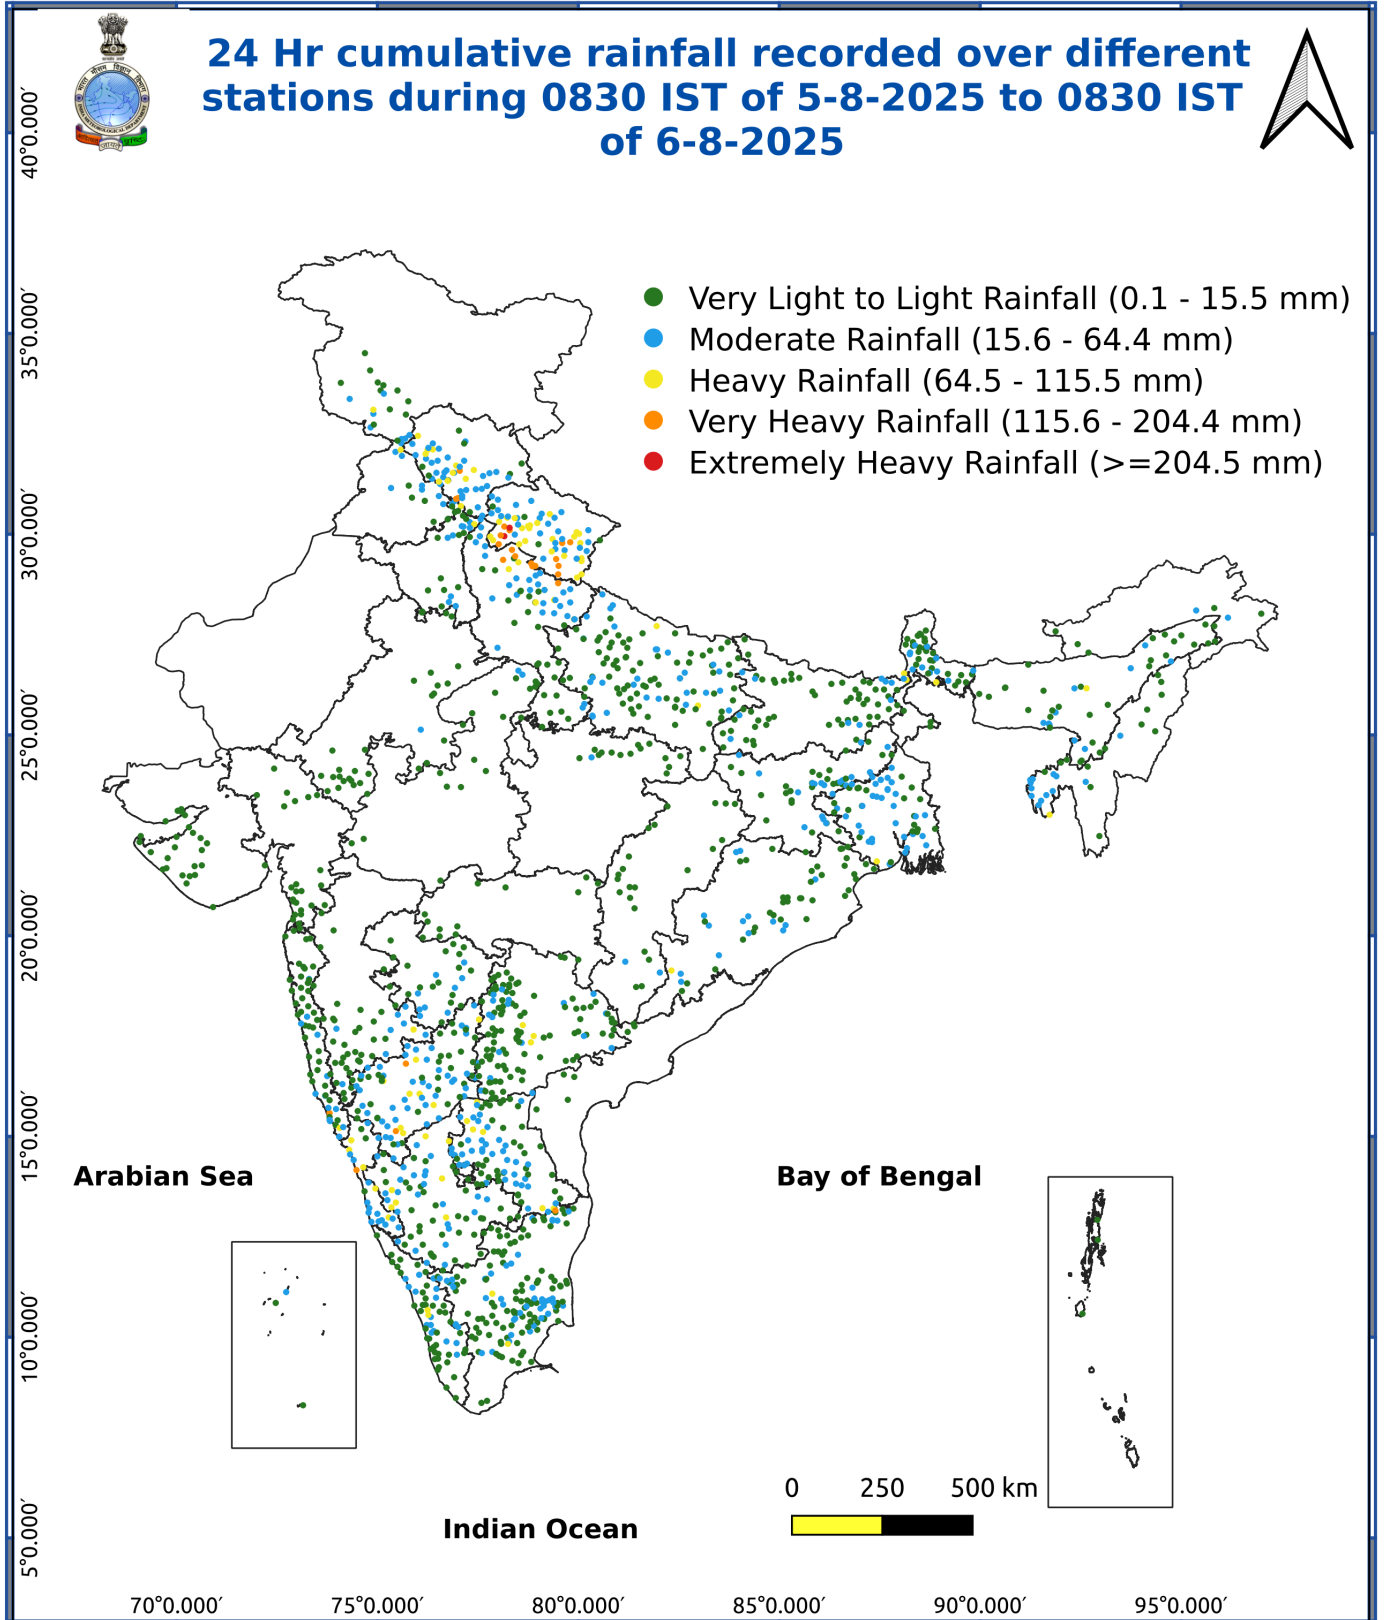 24 Hr cumulative rainfall recorded over different
stations during 0830 IST of 5-8-2025 to 0830 IST
of 6-8-2025
Very Light to Light Rainfall (0.1 - 15.5 mm)
Moderate Rainfall (15.6 - 64.4 mm)
Heavy Rainfall (64.5 - 115.5 mm)
Very Heavy Rainfall (115.6 - 204.4 mm)
Extremely Heavy Rainfall (>=204.5 mm)
40°0.000′
35°0.000′
30°0.000′
25°0.000′
20°0.000′
15°0.000′
10°0.000′
5°0.000′
Arabian Sea
Bay of Bengal
Indian Ocean
0 250 500 km
70°0.000′ 75°0.000′ 80°0.000′ 85°0.000′ 90°0.000′ 95°0.000′